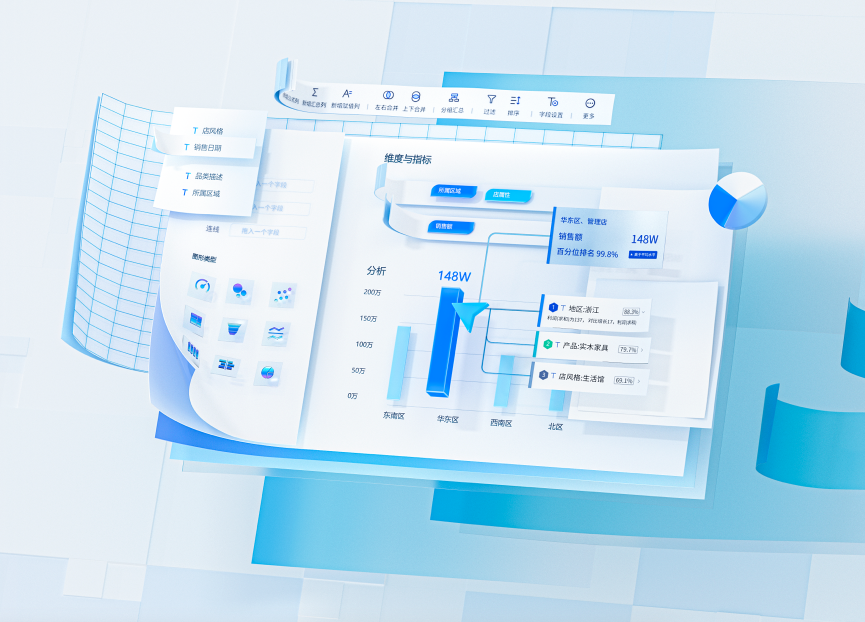 新增汇总列
新增赋值列
左右合并
上下合并
分组汇总
过滤
排序
字段设置
更多
店风格
销售日期
品类描述
所属区域
连线
拖入一个字段
图形类型
维度与指标
所属区域
店属性
销售额
华东区、管理店
销售额
148W
百分位排名 99.8%
分析
148W
200万
150万
100万
50万
0万
东南区
华东区
西南区
北区
1
地区:浙江
88.3%
2
产品:实木家具
79.7%
3
店风格:生活馆
69.1%